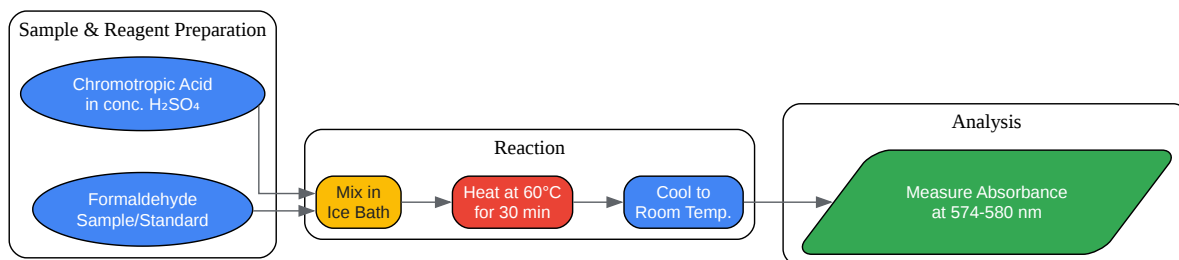 Sample & Reagent Preparation
Chromotropic Acid
in conc. H₂SO₄
Formaldehyde
Sample/Standard
Reaction
Mix in
Ice Bath
Heat at 60°C
for 30 min
Cool to
Room Temp.
Analysis
Measure Absorbance
at 574-580 nm